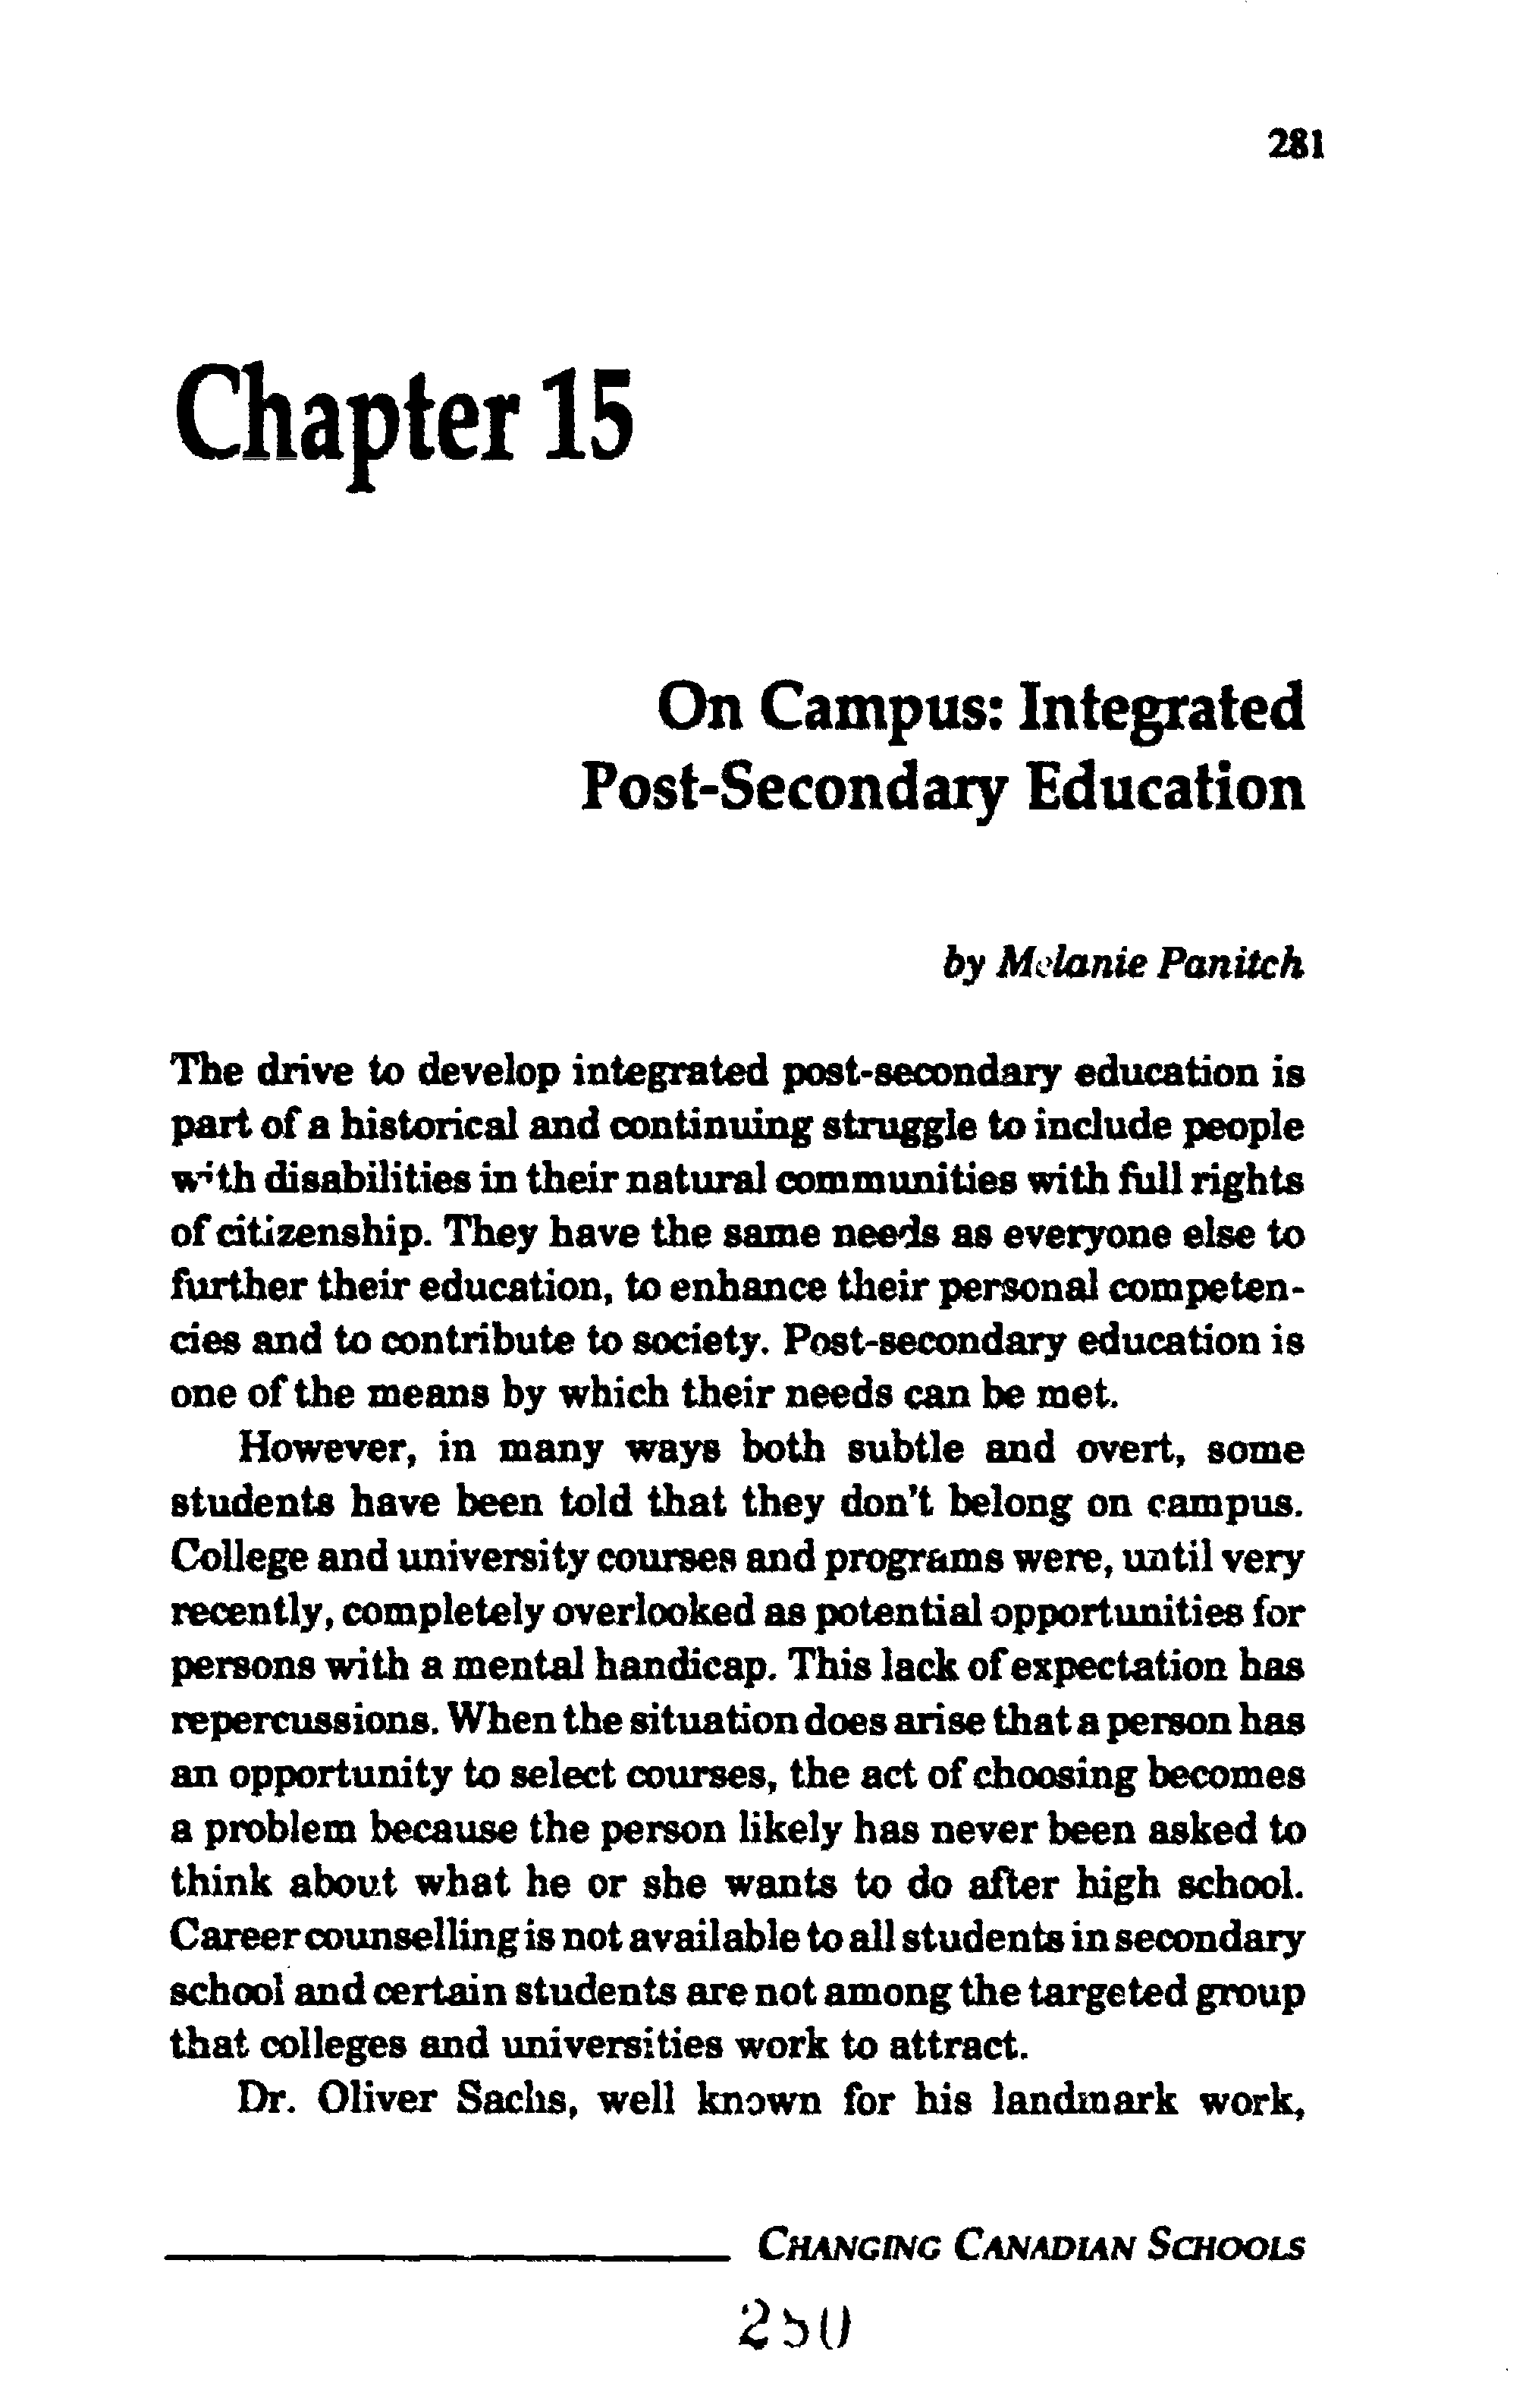 281
Chapter 15
On Campus: Integrated
Post-Secondary Education
by Melanie Panitch
The drive to develop integrated post-secondary education is
part of a historical and continuing struggle to include people
with disabilities in their natural communities with full rights
of citizenship. They have the same needs as everyone else to
further their education, to enhance their personal competen-
cies and to contribute to society. Post-secondary education is
one of the means by which their needs can be met.
However, in many ways both subtle and overt, some
students have been told that they don't belong on campus.
College and university courses and programs were, until very
recently, completely overlooked as potential opportunities for
persons with a mental handicap. This lack of expectation has
repercussions. When the situation does arise that a person has
an opportunity to select courses, the act of choosing becomes
a problem because the person likely has never been asked to
think about what he or she wants to do after high school.
Career counselling is not available to all students in secondary
school and certain students are not among the targeted group
that colleges and universities work to attract.
Dr. Oliver Sachs, well known for his landmark work,
CHANGING CANADIAN SCHOOLS